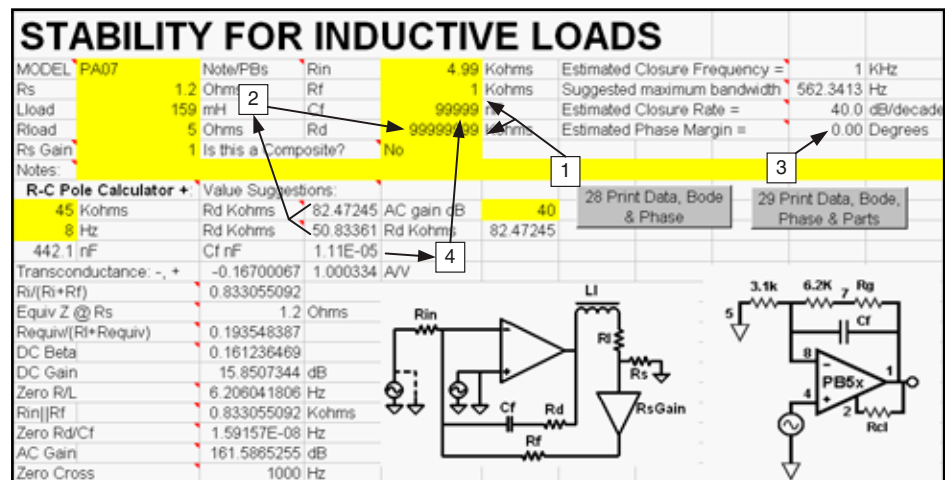 STABILITY FOR INDUCTIVE LOADS
MODEL PA07 Note/PBs Rin 4.99 Kohms Estimated Closure Frequency = 1 KHz
Rs 1.2 Ohms Rf 1 Kohms Suggested maximum bandwidth 562.3413 Hz
Lload 159 mH Cf 99999 Estimated Closure Rate = 40.0 dB/decade
Rload 5 Ohms Rd 99999999 Kohms Estimated Phase Margin = 0.00 Degrees
Rs Gain 1 Is this a Composite? No
Notes:
2
1
3
4
R-C Pole Calculator + Value Suggestions:
45 Kohms Rd Kohms 82.47245 AC gain dB 40
8 Hz Rd Kohms 50.83361 Rd Kohms 82.47245
442.1 nF Cf nF 1.11E-05
28 Print Data, Bode
& Phase
29 Print Data, Bode,
Phase & Parts
Transconductance: -, + -0.16700067 1.000334 A/V
Ri/(Ri+Rf) 0.833055092
Equiv Z @ Rs 1.2 Ohms
Requiv/(Rl+Requiv) 0.193548387
DC Beta 0.161236469
DC Gain 15.8507344 dB
Zero R/L 6.206041806 Hz
Rin||Rf 0.833055092 Kohms
Zero Rd/Cf 1.59157E-08 Hz
AC Gain 161.5865255 dB
Zero Cross 1000 Hz
Rin
Ll
Rl
Rs
RsGain
Cf
Rd
Rf
3.1k
6.2K
7
Rg
5
Cf
8
1
PB5x
4
2
Rcl